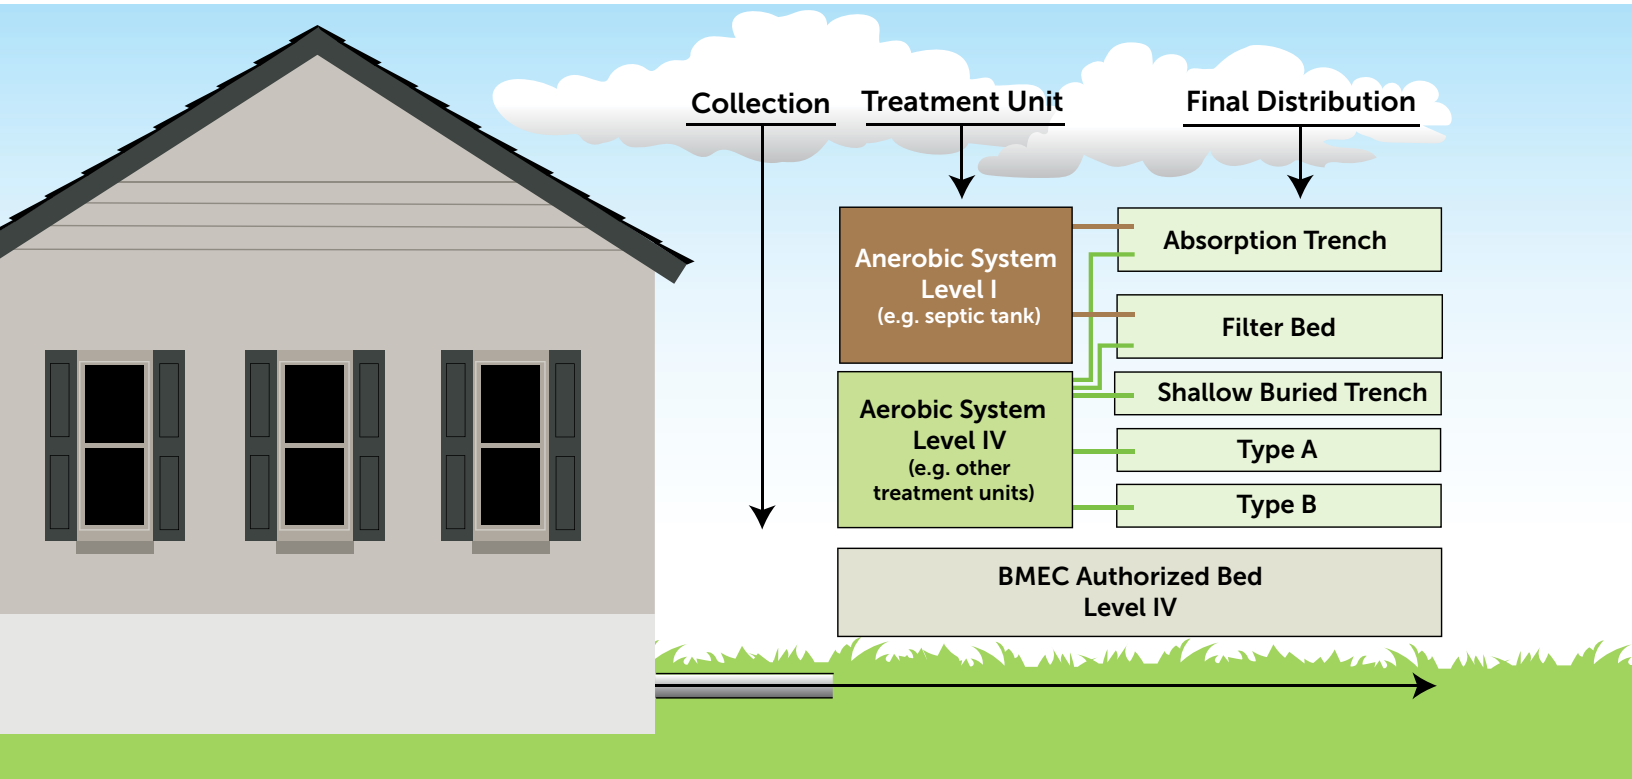 Collection
Treatment Unit
Final Distribution
Anerobic System
Level I
(e.g. septic tank)
Absorption Trench
Filter Bed
Aerobic System
Level IV
(e.g. other
treatment units)
Shallow Buried Trench
Type A
Type B
BMEC Authorized Bed
Level IV